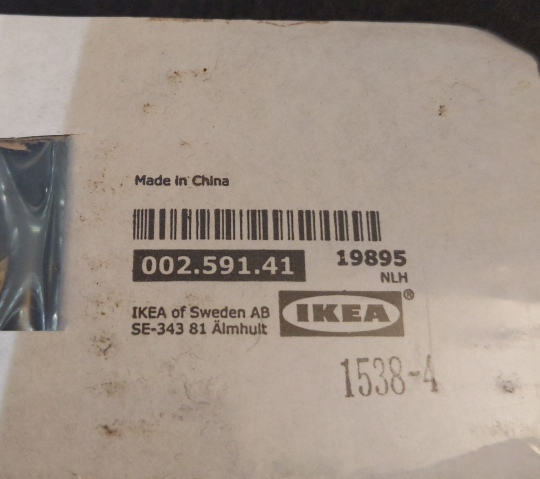 Made in China
002.591.41
19895
NLH
IKEA of Sweden AB
SE-343 81 Älmhult
IKEA®
1538-4